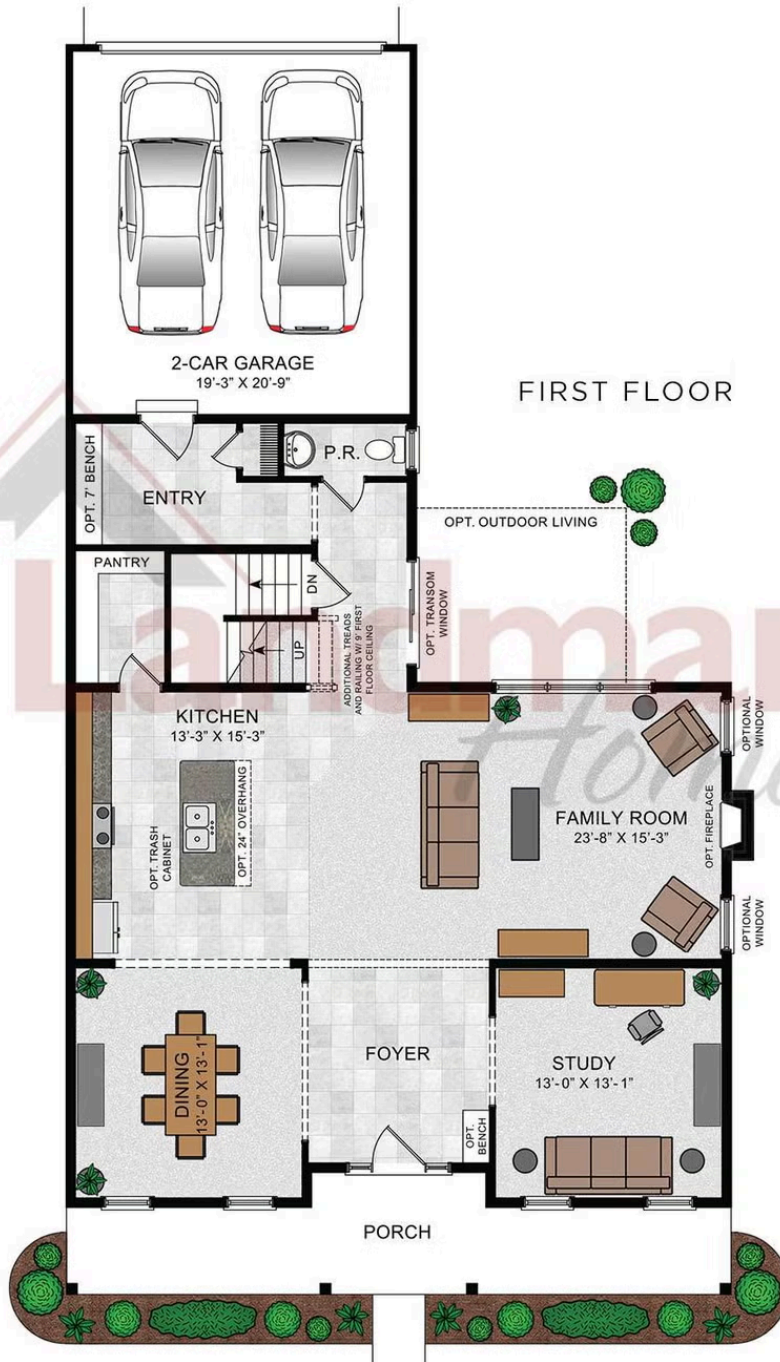 2-CAR GARAGE
19'-3" X 20'-9"
FIRST FLOOR
OPT. 7' BENCH
ENTRY
P.R.
OPT. OUTDOOR LIVING
PANTRY
DN
UP
ADDITIONAL TREADS
AND RAILING W/ 9' FIRST
FLOOR CEILING
OPT. TRANSOM
WINDOW
Landmar
Home
KITCHEN
13'-3" X 15'-3"
OPTIONAL
WINDOW
OPT. 24" OVERHANG
OPT. TRASH
CABINET
FAMILY ROOM
23'-8" X 15'-3"
OPT. FIREPLACE
OPTIONAL
WINDOW
DINING
13'-0" X 13'-1"
FOYER
STUDY
13'-0" X 13'-1"
OPT.
BENCH
PORCH